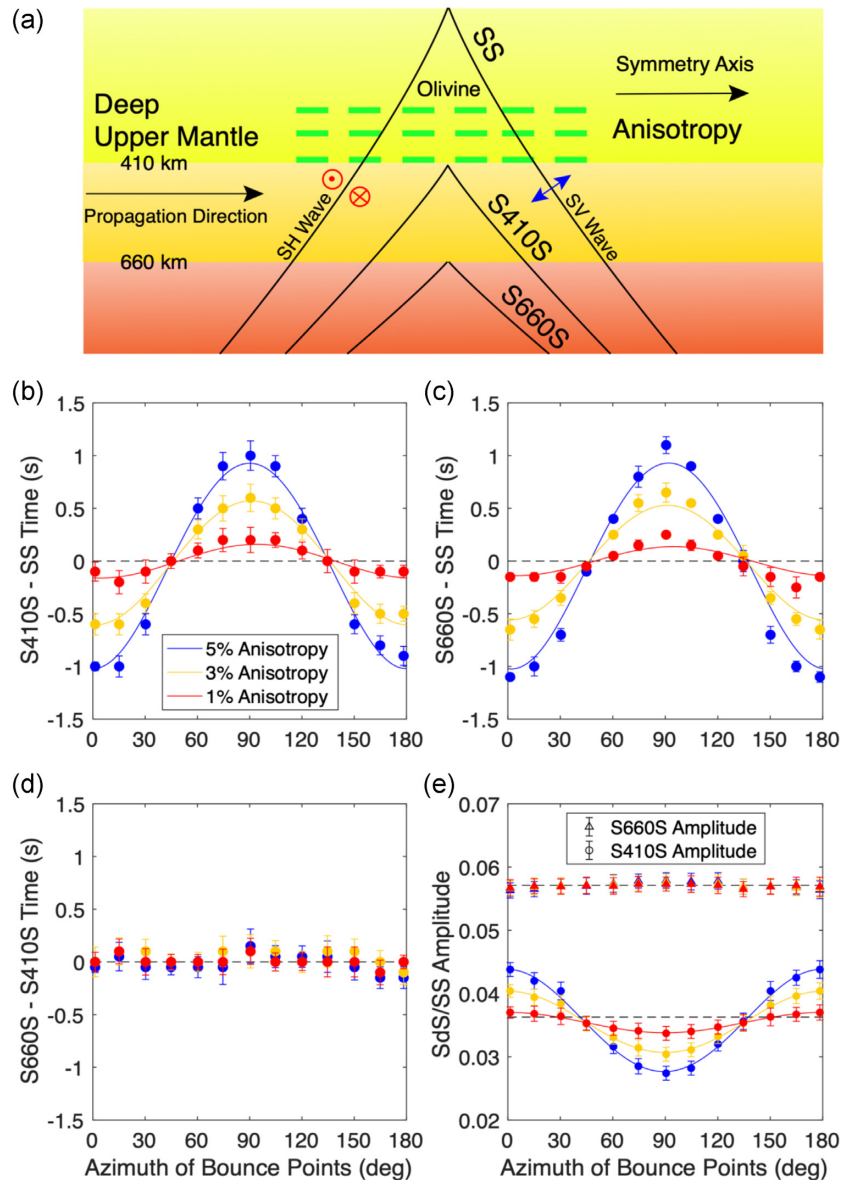 (a)
SS
Olivine
Symmetry Axis
Deep
Upper Mantle
Anisotropy
410 km
Propagation Direction
SH Wave
S410S
SV Wave
660 km
S660S
(b)
1.5
1
0.5
0
-0.5
-1
-1.5
S410S - SS Time (s)
5% Anisotropy
3% Anisotropy
1% Anisotropy
0 30 60 90 120 150 180
(c)
1.5
1
0.5
0
-0.5
-1
-1.5
S660S - SS Time (s)
0 30 60 90 120 150 180
(d)
1.5
1
0.5
0
-0.5
-1
-1.5
S660S - S410S Time (s)
0 30 60 90 120 150 180
Azimuth of Bounce Points (deg)
(e)
0.07
0.06
0.05
0.04
0.03
0.02
SdS/SS Amplitude
S660S Amplitude
S410S Amplitude
0 30 60 90 120 150 180
Azimuth of Bounce Points (deg)